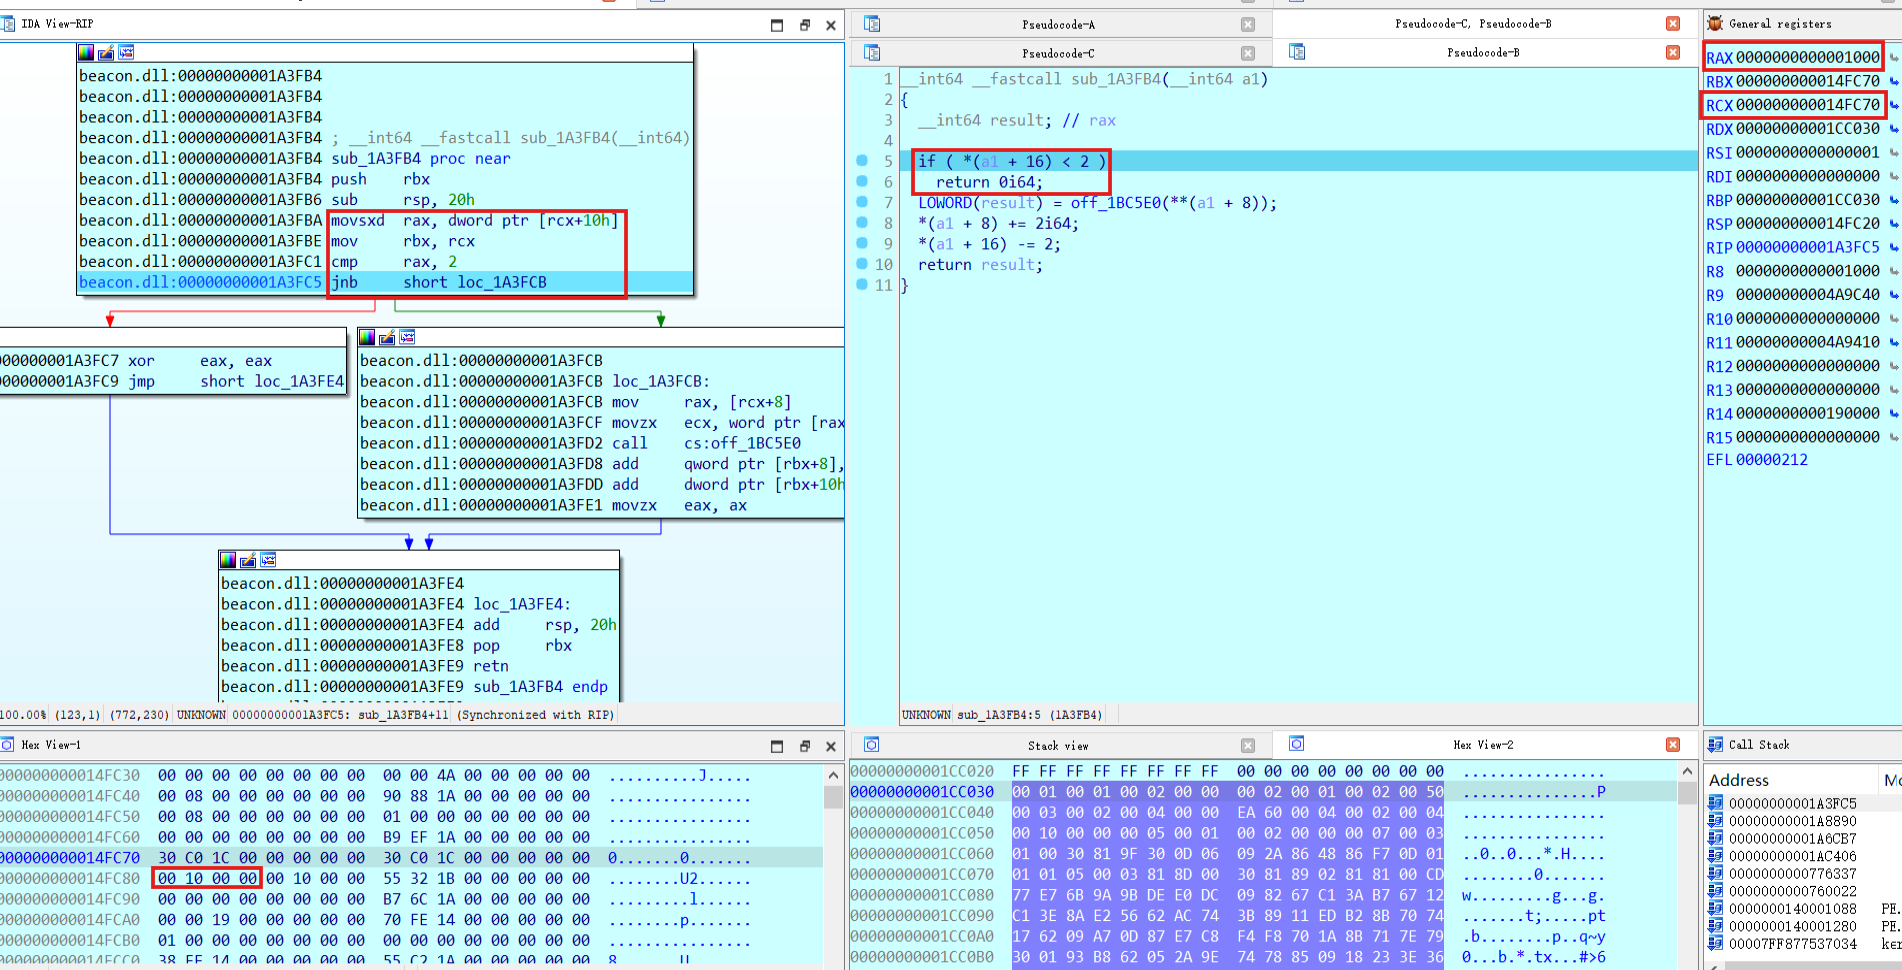 IDA View-RIP
beacon.dll:00000000001A3FB4
beacon.dll:00000000001A3FB4
beacon.dll:00000000001A3FB4
beacon.dll:00000000001A3FB4 ; __int64 __fastcall sub_1A3FB4(__int64)
beacon.dll:00000000001A3FB4 sub_1A3FB4 proc near
beacon.dll:00000000001A3FB4 push rbx
beacon.dll:00000000001A3FB6 sub rsp, 20h
beacon.dll:00000000001A3FBA movsxd rax, dword ptr [rcx+10h]
beacon.dll:00000000001A3FBE mov rbx, rcx
beacon.dll:00000000001A3FC1 cmp rax, 2
beacon.dll:00000000001A3FC5 jnb short loc_1A3FCB
000000001A3FC7 xor eax, eax
000000001A3FC9 jmp short loc_1A3FE4
beacon.dll:00000000001A3FCB
beacon.dll:00000000001A3FCB loc_1A3FCB:
beacon.dll:00000000001A3FCB mov rax, [rcx+8]
beacon.dll:00000000001A3FCF movzx ecx, word ptr [rax
beacon.dll:00000000001A3FD2 call cs:off_1BC5E0
beacon.dll:00000000001A3FD8 add qword ptr [rbx+8],
beacon.dll:00000000001A3FDD add dword ptr [rbx+10h
beacon.dll:00000000001A3FE1 movzx eax, ax
beacon.dll:00000000001A3FE4
beacon.dll:00000000001A3FE4 loc_1A3FE4:
beacon.dll:00000000001A3FE4 add rsp, 20h
beacon.dll:00000000001A3FE8 pop rbx
beacon.dll:00000000001A3FE9 retn
beacon.dll:00000000001A3FE9 sub_1A3FB4 endp
100.00% (123,1) (772,230) UNKNOWN 00000000001A3FC5: sub_1A3FB4+11 (Synchronized with RIP)
Pseudocode-A
Pseudocode-C, Pseudocode-B
Pseudocode-C
Pseudocode-B
1 __int64 __fastcall sub_1A3FB4(__int64 a1)
2 {
3 __int64 result; // rax
4
5 if ( *(a1 + 16) < 2 )
6 return 0i64;
7 LOWORD(result) = off_1BC5E0(**(a1 + 8));
8 *(a1 + 8) += 2i64;
9 *(a1 + 16) -= 2;
10 return result;
11 }
UNKNOWN sub_1A3FB4:5 (1A3FB4)
General registers
RAX 0000000000001000
RBX 000000000014FC70
RCX 000000000014FC70
RDX 00000000001CC030
RSI 0000000000000001
RDI 0000000000000000
RBP 00000000001CC030
RSP 000000000014FC20
RIP 00000000001A3FC5
R8 0000000000001000
R9 00000000004A9C40
R10 0000000000000000
R11 00000000004A9410
R12 0000000000000000
R13 0000000000000000
R14 0000000000190000
R15 0000000000000000
EFL 00000212
Hex View-1
000000000014FC30 00 00 00 00 00 00 00 00 00 00 4A 00 00 00 00 00 ..........J.....
000000000014FC40 00 08 00 00 00 00 00 00 90 88 1A 00 00 00 00 00 ................
000000000014FC50 00 08 00 00 00 00 00 00 01 00 00 00 00 00 00 00 ................
000000000014FC60 00 00 00 00 00 00 00 00 B9 EF 1A 00 00 00 00 00 ................
000000000014FC70 30 C0 1C 00 00 00 00 00 30 C0 1C 00 00 00 00 00 0.......0.......
000000000014FC80 00 10 00 00 00 10 00 00 55 32 1B 00 00 00 00 00 ........U2......
000000000014FC90 00 00 00 00 00 00 00 00 B7 6C 1A 00 00 00 00 00 .........l......
000000000014FCA0 00 00 19 00 00 00 00 00 70 FE 14 00 00 00 00 00 ........p.......
000000000014FCB0 01 00 00 00 00 00 00 00 00 00 00 00 00 00 00 00 ................
Stack view
Hex View-2
00000000001CC020 FF FF FF FF FF FF FF FF 00 00 00 00 00 00 00 00 ................
00000000001CC030 00 01 00 01 00 02 00 00 00 02 00 01 00 02 00 50 ...............P
00000000001CC040 00 03 00 02 00 04 00 00 EA 60 00 04 00 02 00 04 .........`......
00000000001CC050 00 10 00 00 00 05 00 01 00 02 00 00 00 07 00 03 ................
00000000001CC060 01 00 30 81 9F 30 0D 06 09 2A 86 48 86 F7 0D 01 ..0..0...*.H....
00000000001CC070 01 01 05 00 03 81 8D 00 30 81 89 02 81 81 00 CD ........0.......
00000000001CC080 77 E7 6B 9A 9B DE E0 DC 09 82 67 C1 3A B7 67 12 w.k.......g.:.g.
00000000001CC090 C1 3E 8A E2 56 62 AC 74 3B 89 11 ED B2 8B 70 74
00000000001CC0A0 17 62 09 A7 0D 87 E7 C8 F4 F8 70 1A 8B 71 7E 79 .b........p..q~y
00000000001CC0B0 30 01 93 B8 62 05 2A 9E 74 78 85 09 18 23 3E 36 0...b.*.tx...#>6
Call Stack
Address
00000000001A3FC5
00000000001A8890
00000000001A6CB7
00000000001AC406
0000000000776337
0000000000760022
0000000140001088 PE.
0000000140001280 PE.
00007FF877537034 ker